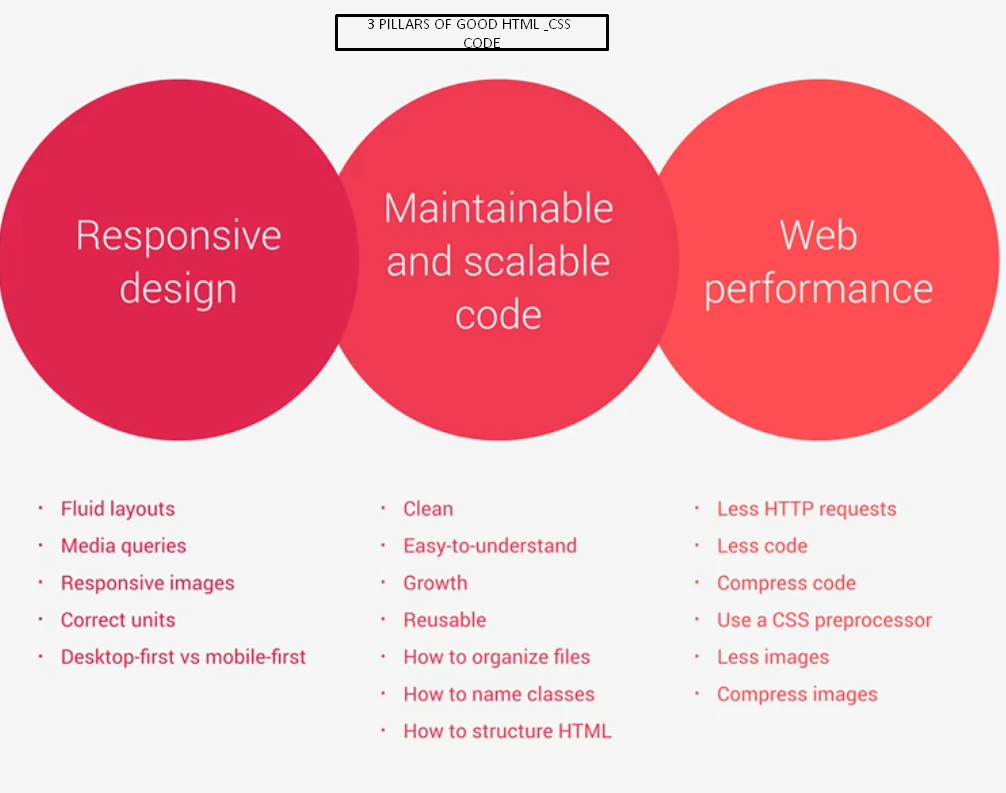 3 PILLARS OF GOOD HTML _CSS
CODE
Responsive
design
Maintainable
and scalable
code
Web
performance
· Fluid layouts
· Media queries
· Responsive images
· Correct units
· Desktop-first vs mobile-first
· Clean
· Easy-to-understand
· Growth
· Reusable
· How to organize files
· How to name classes
· How to structure HTML
· Less HTTP requests
· Less code
· Compress code
· Use a CSS preprocessor
· Less images
· Compress images